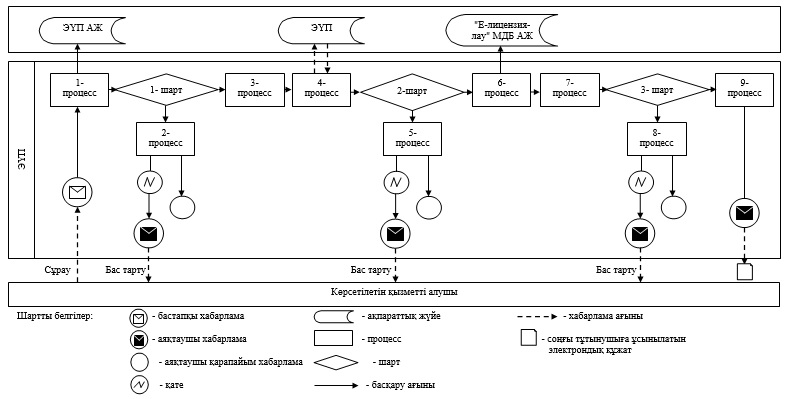 ЭҮП АЖ
ЭҮП
"Е-лицензия-
лау" МДБ АЖ
ЭҮП
1-
процесс
1- шарт
3-
процесс
4-
процесс
2-шарт
6-
процесс
7-
процесс
3- шарт
9-
процесс
2-
процесс
5-
процесс
8-
процесс
Сұрау
Бас тарту
Бас тарту
Бас тарту
Көрсетілетін қызметті алушы
Шартты белгілер:
- бастапқы хабарлама
- аяқтаушы хабарлама
- аяқтаушы қарапайым хабарлама
- қате
- ақпараттық жүйе
- процесс
- шарт
- басқару ағыны
- хабарлама ағыны
- соңғы тұтынушыға ұсынылатын
электрондық құжат